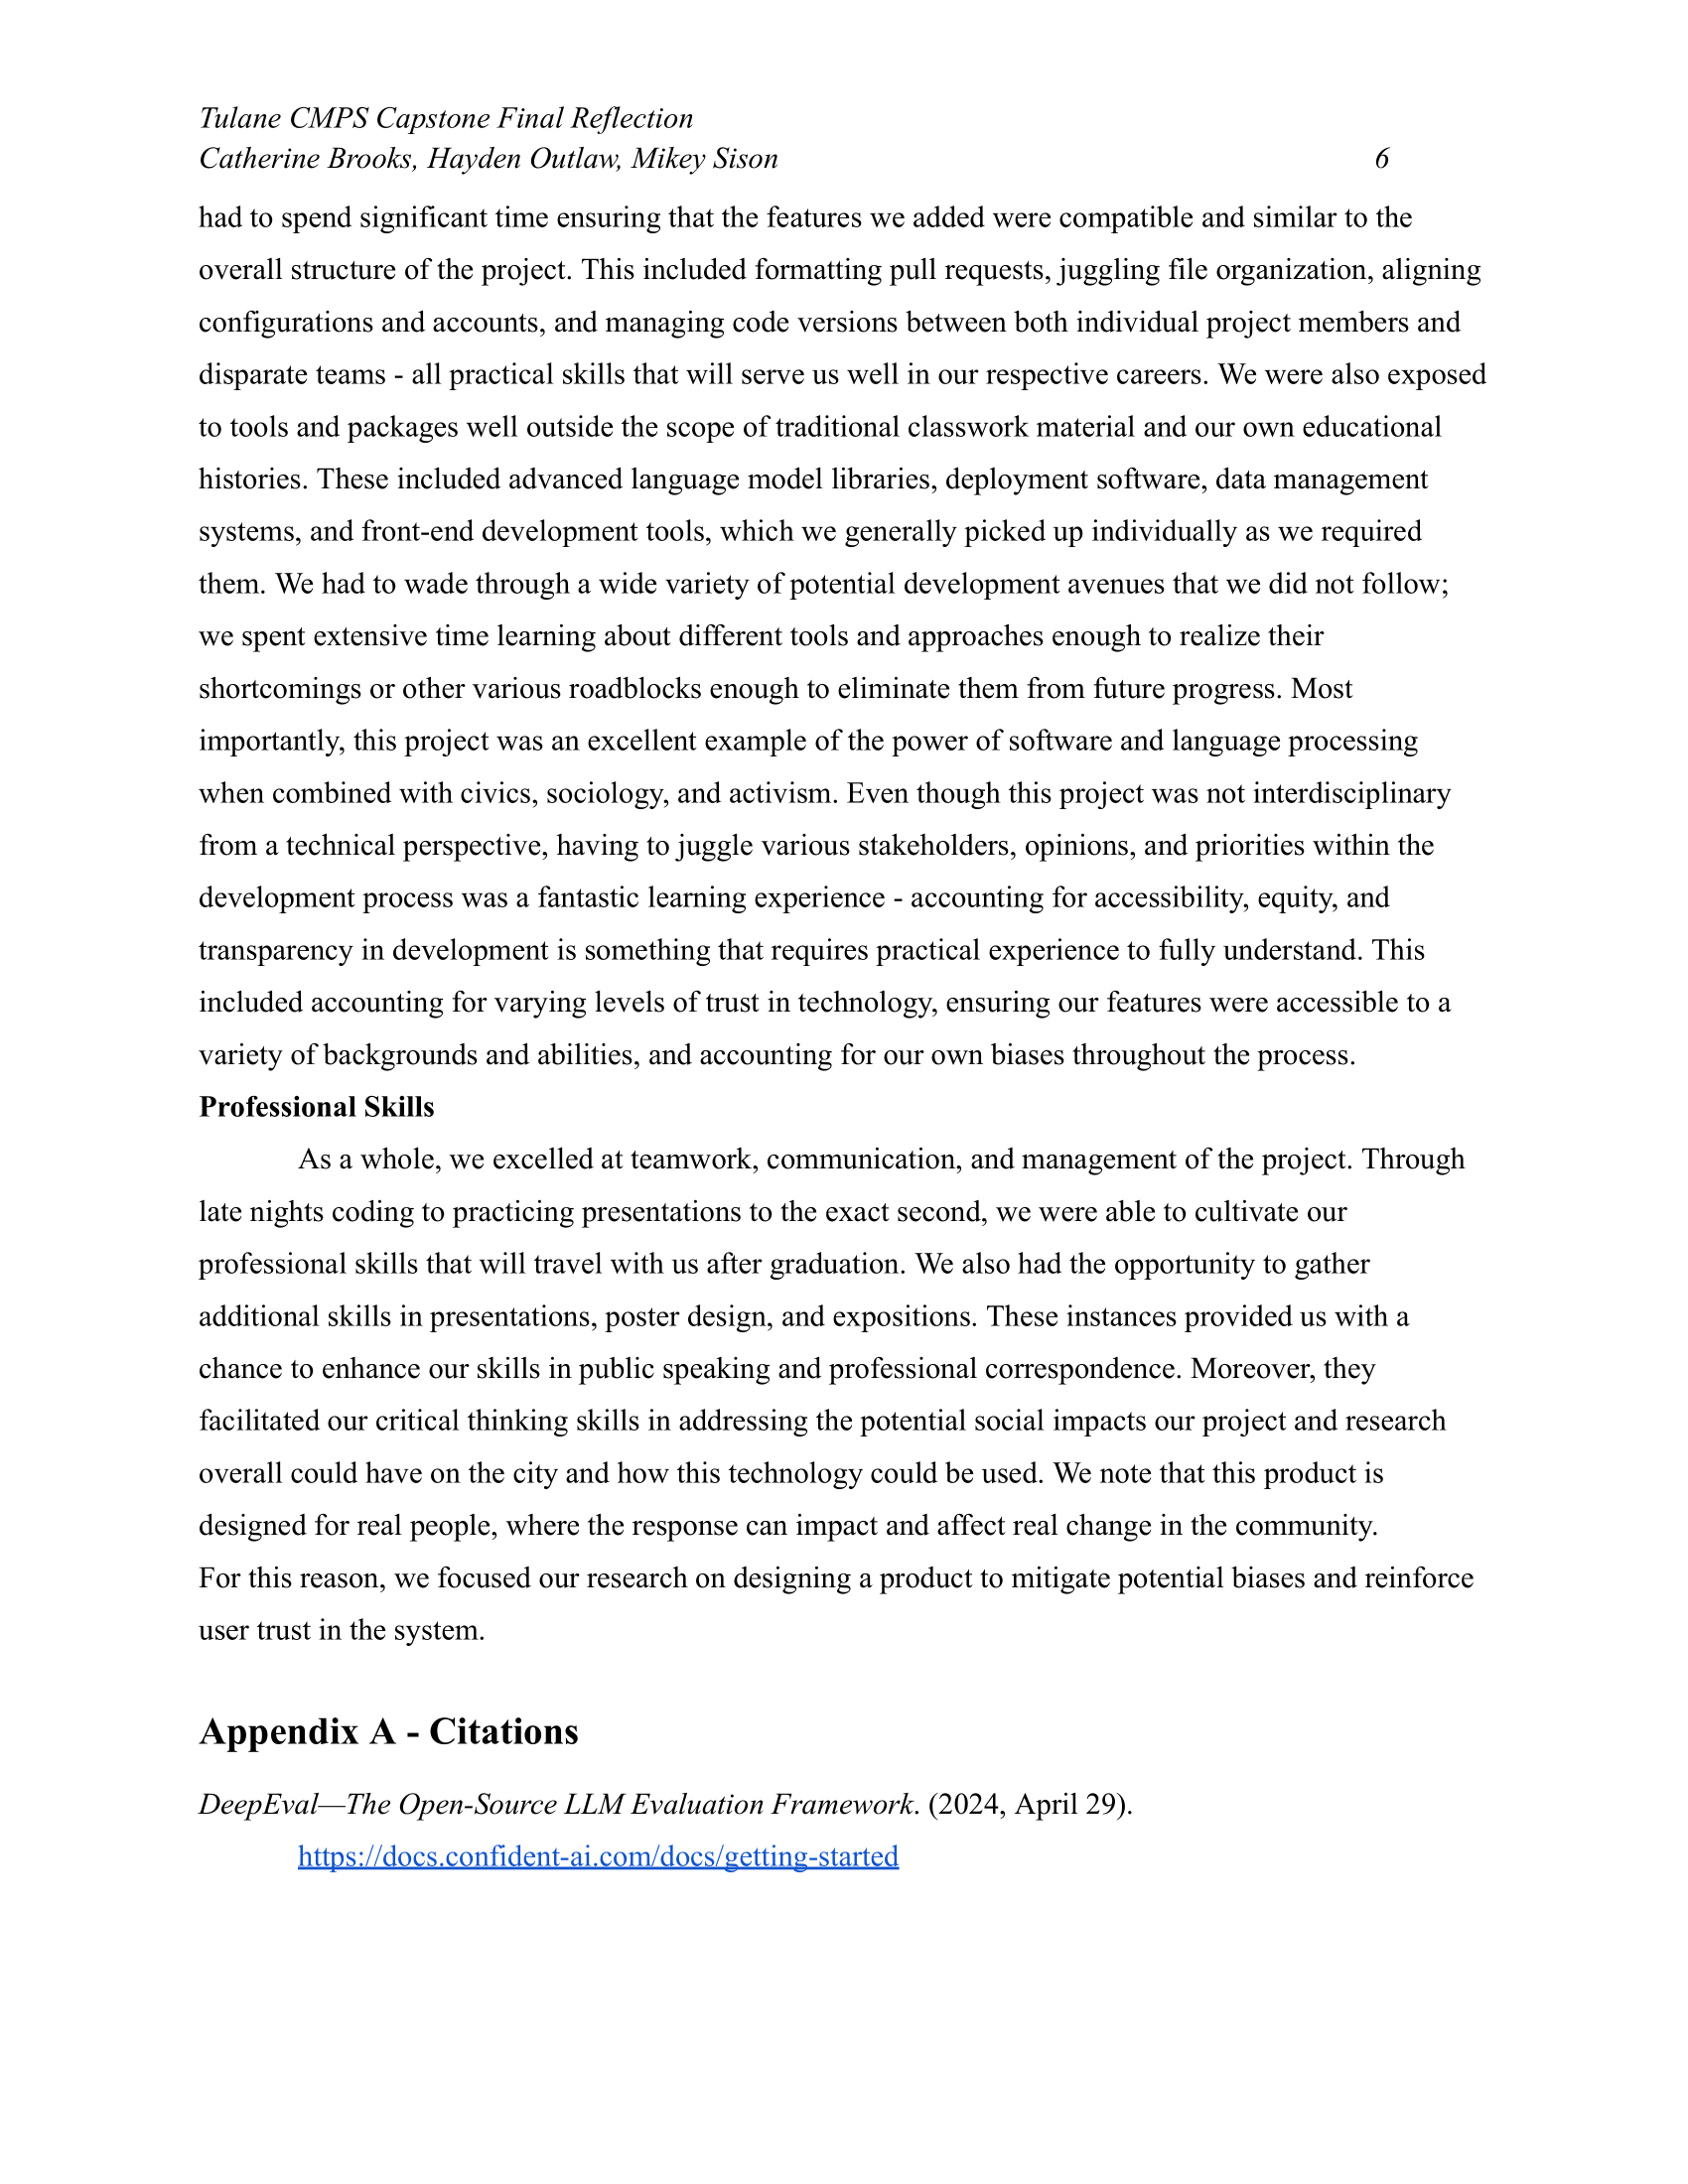 Tulane CMPS Capstone Final Reflection
Catherine Brooks, Hayden Outlaw, Mikey Sison 6
had to spend significant time ensuring that the features we added were compatible and similar to the
overall structure of the project. This included formatting pull requests, juggling file organization, aligning
configurations and accounts, and managing code versions between both individual project members and
disparate teams - all practical skills that will serve us well in our respective careers. We were also exposed
to tools and packages well outside the scope of traditional classwork material and our own educational
histories. These included advanced language model libraries, deployment software, data management
systems, and front-end development tools, which we generally picked up individually as we required
them. We had to wade through a wide variety of potential development avenues that we did not follow;
we spent extensive time learning about different tools and approaches enough to realize their
shortcomings or other various roadblocks enough to eliminate them from future progress. Most
importantly, this project was an excellent example of the power of software and language processing
when combined with civics, sociology, and activism. Even though this project was not interdisciplinary
from a technical perspective, having to juggle various stakeholders, opinions, and priorities within the
development process was a fantastic learning experience - accounting for accessibility, equity, and
transparency in development is something that requires practical experience to fully understand. This
included accounting for varying levels of trust in technology, ensuring our features were accessible to a
variety of backgrounds and abilities, and accounting for our own biases throughout the process.
Professional Skills
As a whole, we excelled at teamwork, communication, and management of the project. Through
late nights coding to practicing presentations to the exact second, we were able to cultivate our
professional skills that will travel with us after graduation. We also had the opportunity to gather
additional skills in presentations, poster design, and expositions. These instances provided us with a
chance to enhance our skills in public speaking and professional correspondence. Moreover, they
facilitated our critical thinking skills in addressing the potential social impacts our project and research
overall could have on the city and how this technology could be used. We note that this product is
designed for real people, where the response can impact and affect real change in the community.
For this reason, we focused our research on designing a product to mitigate potential biases and reinforce
user trust in the system.
Appendix A - Citations
DeepEval—The Open-Source LLM Evaluation Framework. (2024, April 29).
https://docs.confident-ai.com/docs/getting-started